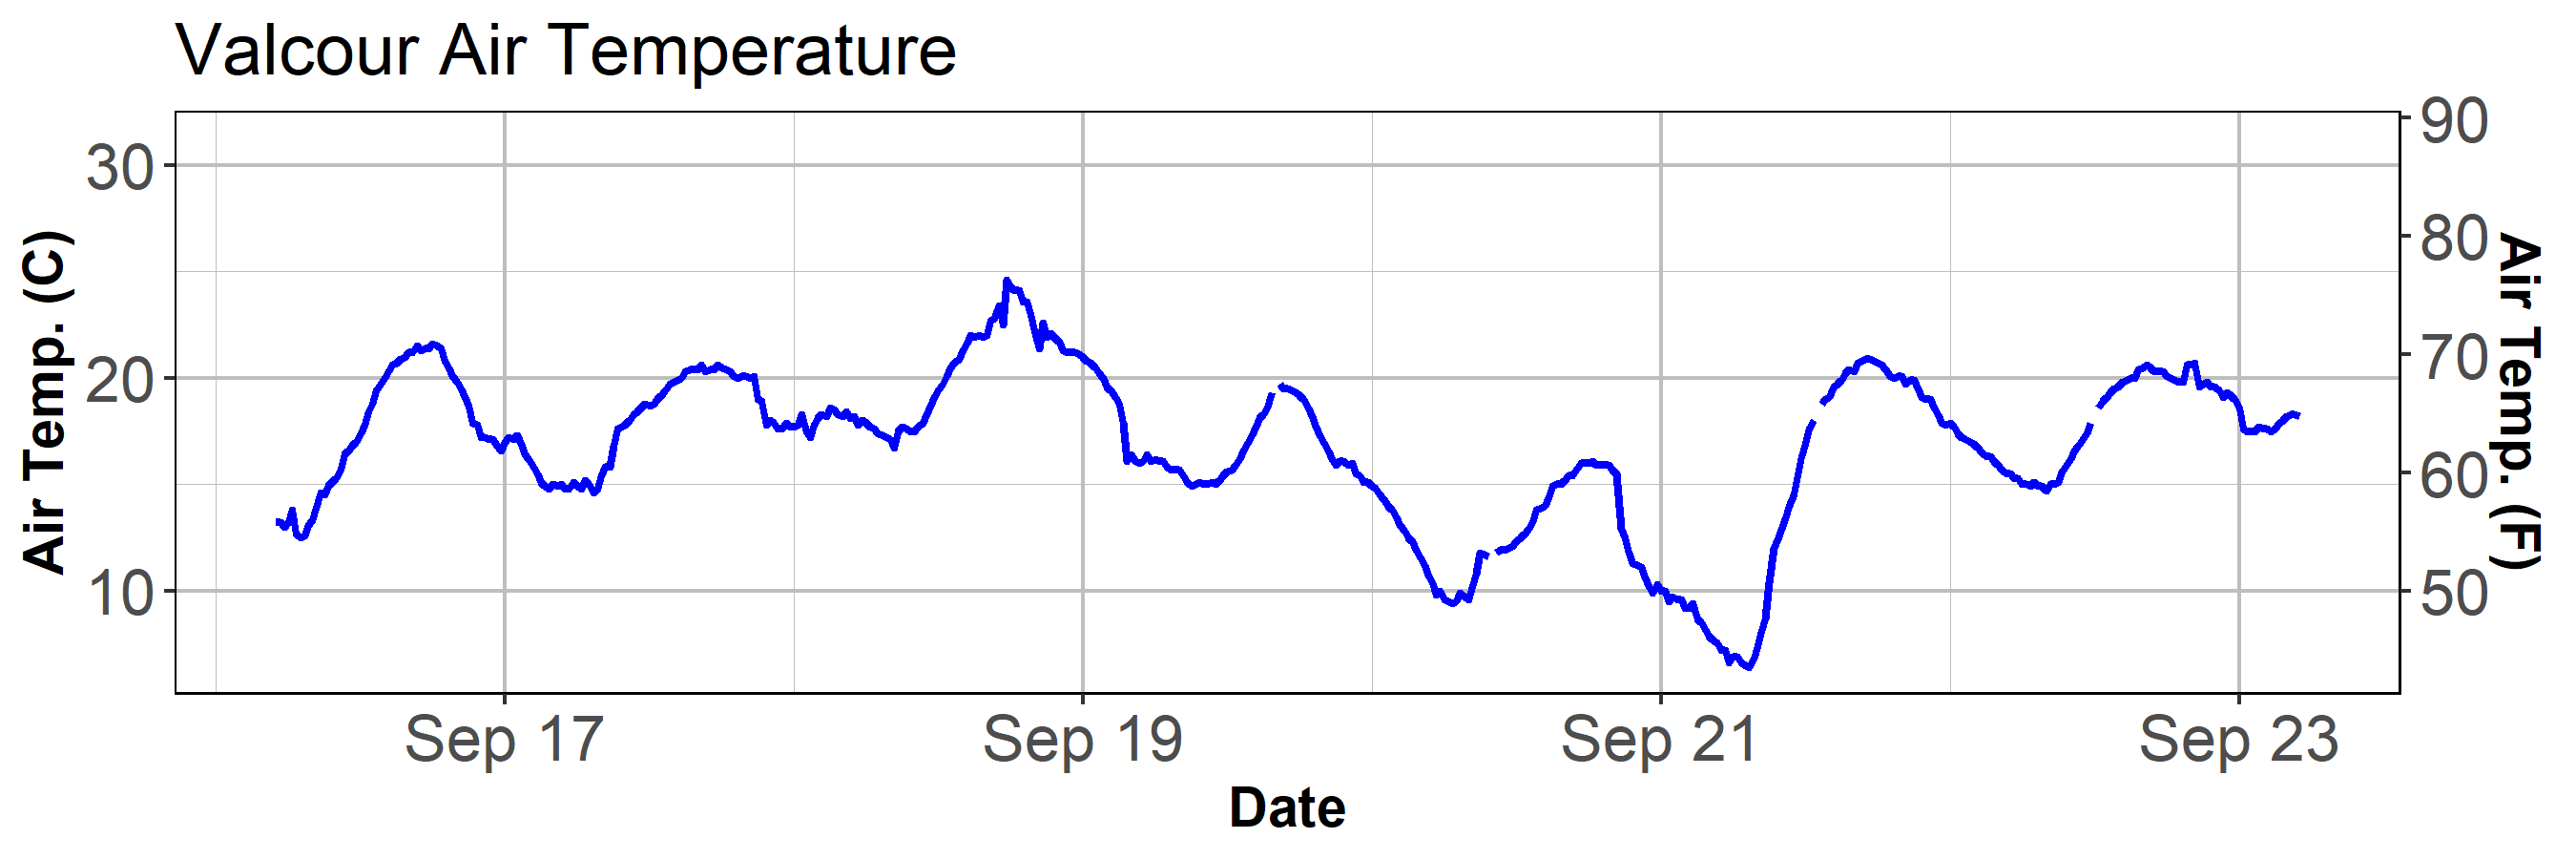 Valcour Air Temperature
Air Temp. (C)
30
20
10
90
80
70
60
50
Air Temp. (F)
Sep 17
Sep 19
Sep 21
Sep 23
Date